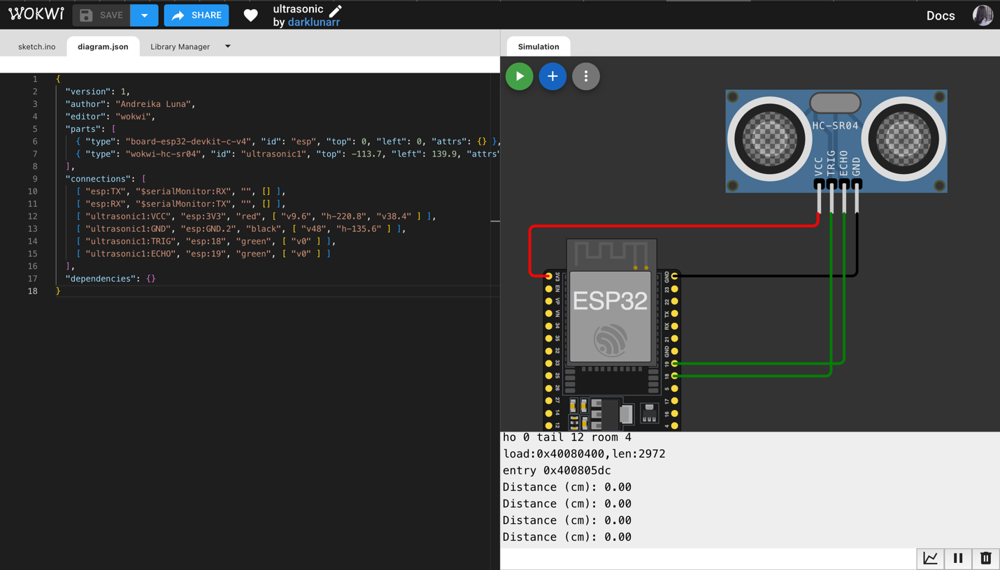 WOKWI SAVE SHARE ultrasonic
by darklunarr
Docs
sketch.ino diagram.json Library Manager
Simulation
1 {
2 "version": 1,
3 "author": "Andreika Luna",
4 "editor": "wokwi",
5 "parts": [
6 { "type": "board-esp32-devkit-c-v4", "id": "esp", "top": 0, "left": 0, "attrs": {} },
7 { "type": "wokwi-hc-sr04", "id": "ultrasonic1", "top": -113.7, "left": 139.9, "attrs"
8 ],
9 "connections": [
10 [ "esp:TX", "$serialMonitor:RX", "", [] ],
11 [ "esp:RX", "$serialMonitor:TX", "", [] ],
12 [ "ultrasonic1:VCC", "esp:3V3", "red", [ "v9.6", "h-220.8", "v38.4" ] ],
13 [ "ultrasonic1:GND", "esp:GND.2", "black", [ "v48", "h-135.6" ] ],
14 [ "ultrasonic1:TRIG", "esp:18", "green", [ "v0" ] ],
15 [ "ultrasonic1:ECHO", "esp:19", "green", [ "v0" ] ]
16 ],
17 "dependencies": {}
18 }
HC-SR04
VCC
TRIG
ECHO
GND
ESP32
3V3
EN
VP
VN
34
35
32
33
25
26
27
14
12
GND
23
22
TX
RX
21
GND
19
18
5
17
16
4
ho 0 tail 12 room 4
load:0x40080400,len:2972
entry 0x400805dc
Distance (cm): 0.00
Distance (cm): 0.00
Distance (cm): 0.00
Distance (cm): 0.00